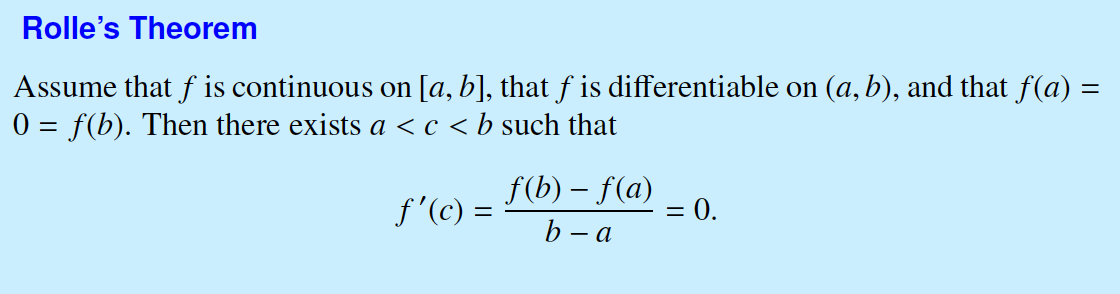 Rolle’s Theorem
Assume that f is continuous on [a, b], that f is differentiable on (a, b), and that f(a) =
0 = f(b). Then there exists a < c < b such that
f ′(c) = \frac{f(b) − f(a)}{b − a} = 0.